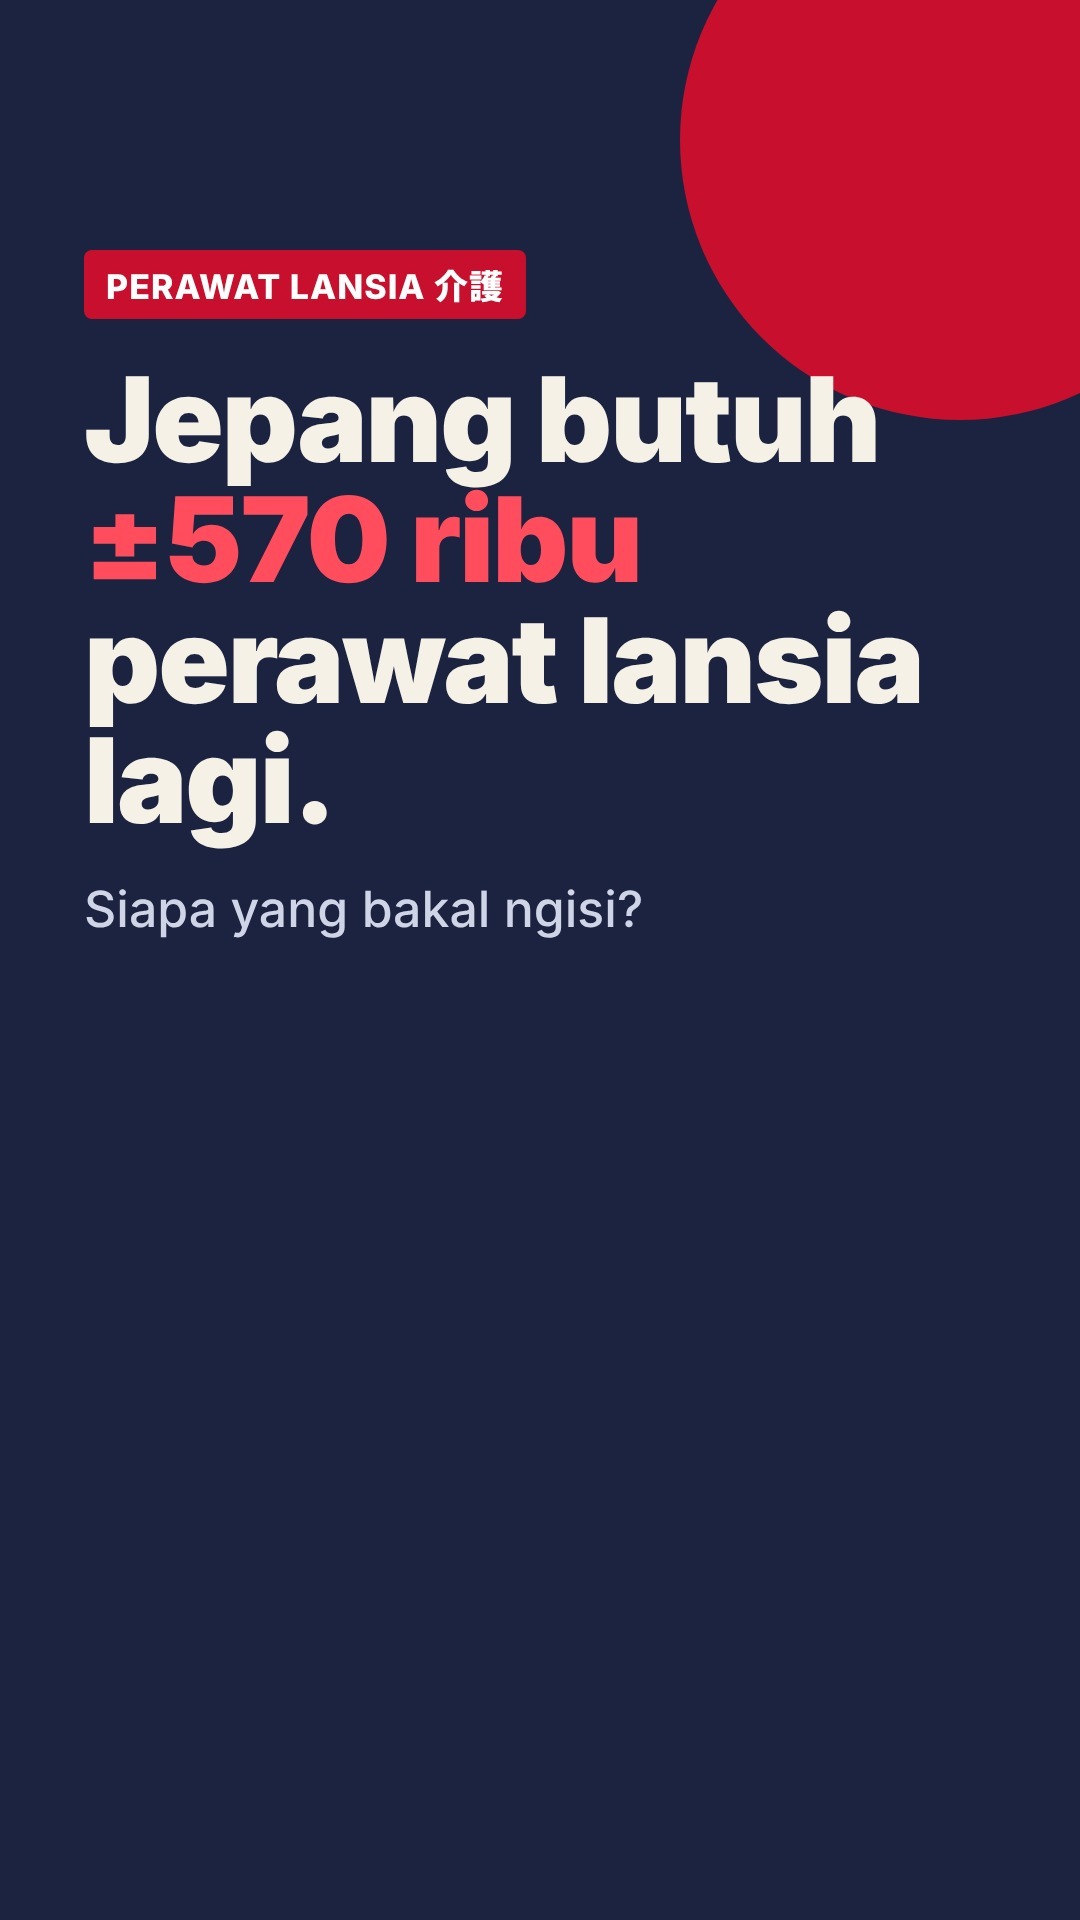 PERAWAT LANSIA 介護
Jepang butuh
±570 ribu
perawat lansia
lagi.
Siapa yang bakal ngisi?